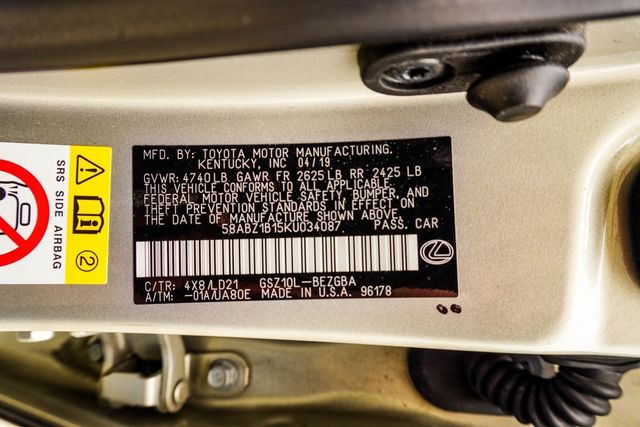 MFD. BY: TOYOTA MOTOR MANUFACTURING.
KENTUCKY, INC 04/19
GVWR: 4740LB GAWR FR 2625LB RR 2425 LB
THIS VEHICLE CONFORMS TO ALL APPLICABLE
FEDERAL MOTOR VEHICLE SAFETY BUMPER, AND
THEFT PREVENTION STANDARDS IN EFFECT ON
THE DATE OF MANUFACTURE SHOWN ABOVE.
58ABZ1B15KU034087 PASS. CAR
C/TR: 4X8/LD21 GSZ10L-BEZGBA
A/TM: -01A/UA80E MADE IN U.S.A. 96178
SRS SIDE AIRBAG
2